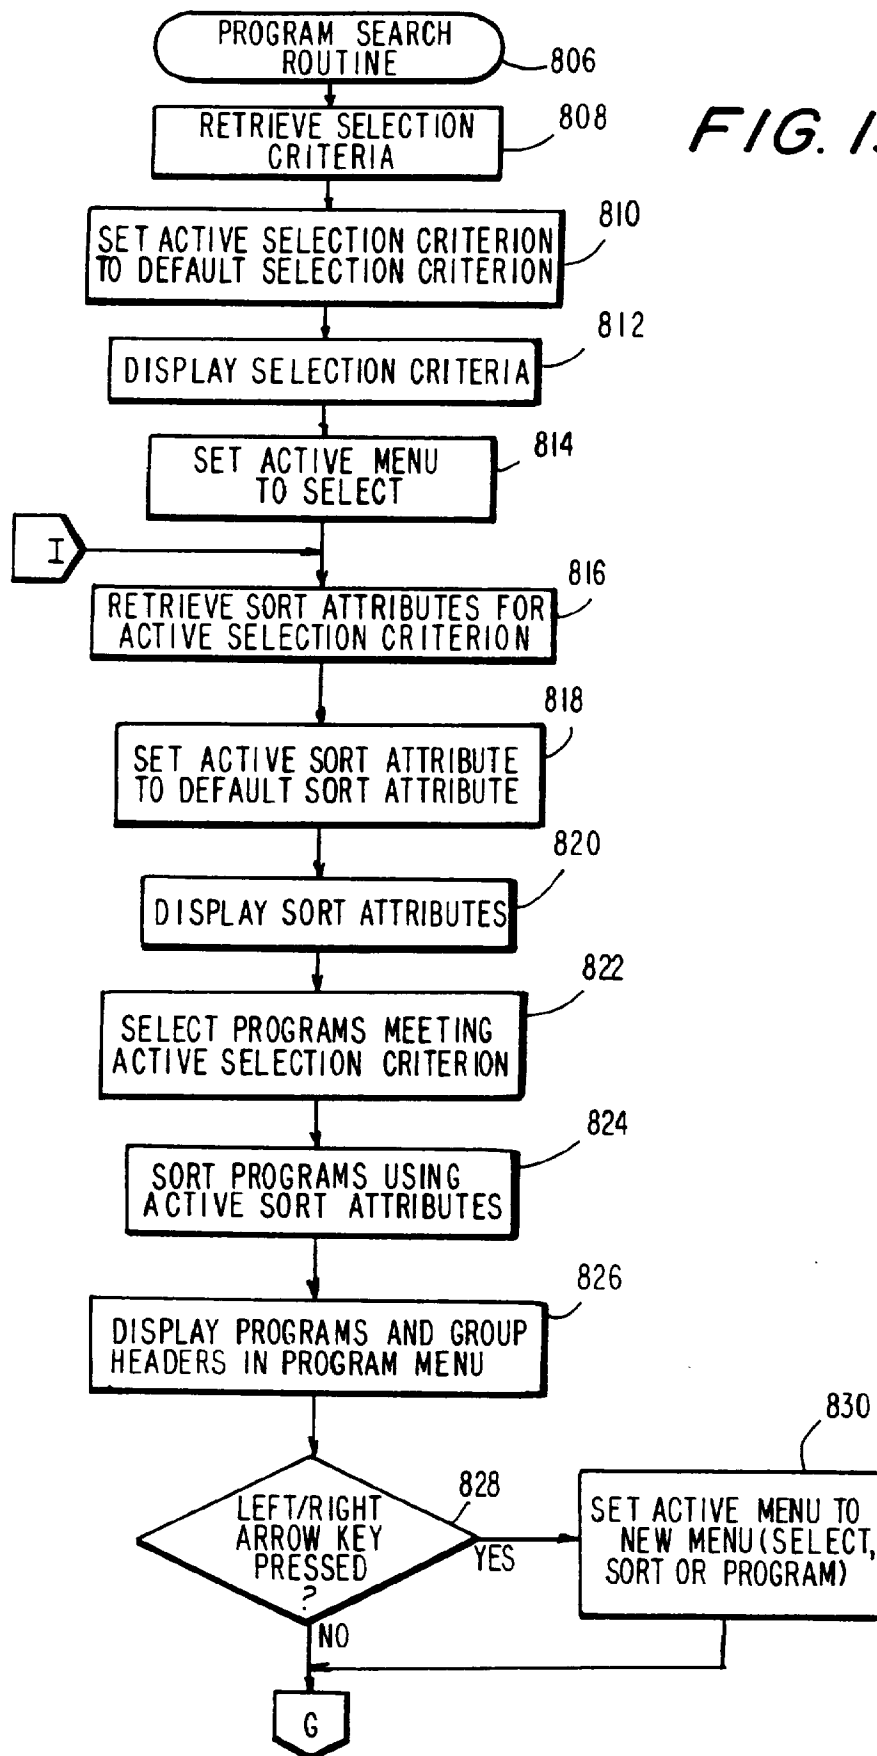 PROGRAM SEARCH
ROUTINE
806
RETRIEVE SELECTION
CRITERIA
808
FIG. 1
SET ACTIVE SELECTION CRITERION
TO DEFAULT SELECTION CRITERION
810
DISPLAY SELECTION CRITERIA
812
SET ACTIVE MENU
TO SELECT
814
I
RETRIEVE SORT ATTRIBUTES FOR
ACTIVE SELECTION CRITERION
816
SET ACTIVE SORT ATTRIBUTE
TO DEFAULT SORT ATTRIBUTE
818
DISPLAY SORT ATTRIBUTES
820
SELECT PROGRAMS MEETING
ACTIVE SELECTION CRITERION
822
SORT PROGRAMS USING
ACTIVE SORT ATTRIBUTES
824
DISPLAY PROGRAMS AND GROUP
HEADERS IN PROGRAM MENU
826
LEFT/RIGHT
ARROW KEY
PRESSED
?
828
YES
SET ACTIVE MENU TO
NEW MENU (SELECT,
SORT OR PROGRAM)
830
NO
G